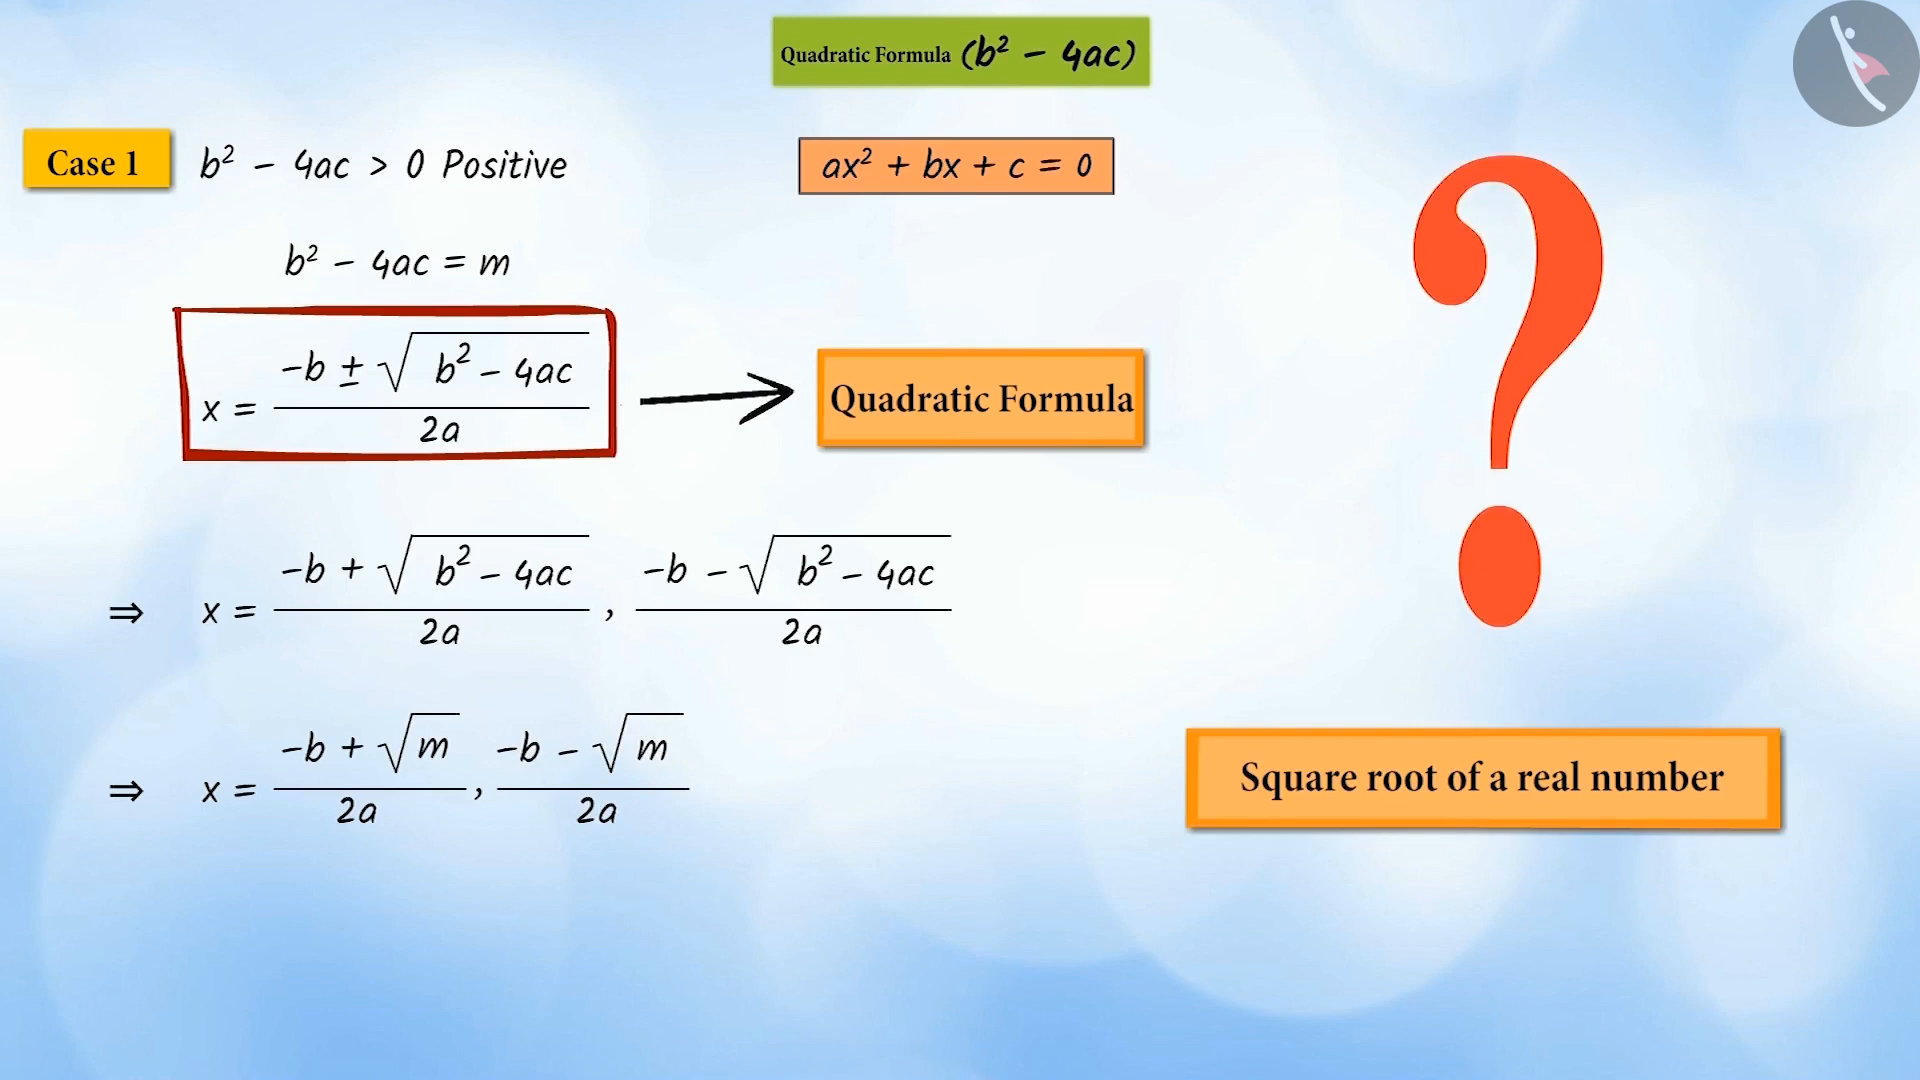 Quadratic Formula (b² − 4ac)
Case 1 b² − 4ac > 0 Positive
ax² + bx + c = 0
b² − 4ac = m
x = (−b ± √(b² − 4ac)) / 2a
Quadratic Formula
⇒ x = (−b + √(b² − 4ac)) / 2a , (−b − √(b² − 4ac)) / 2a
⇒ x = (−b + √m) / 2a , (−b − √m) / 2a
?
Square root of a real number